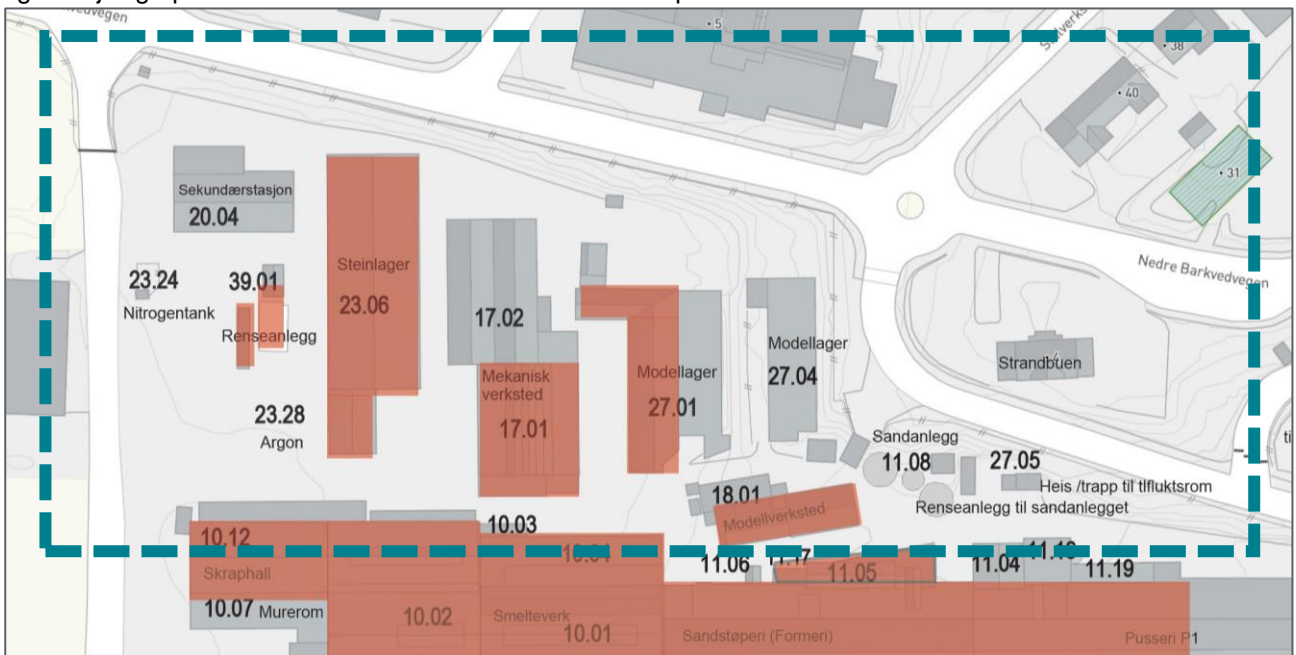 Nedre Barkvedvegen
5
38
40
31
Sekundærstasjon
20.04
Steinlager
23.06
23.24
Nitrogentank
39.01
Renseanlegg
23.28
Argon
17.02
Mekanisk
verksted
17.01
Modellager
27.01
Modellager
27.04
Strandbuen
Sandanlegg
11.08
27.05
Heis /trapp til tlfluktsrom
Renseanlegg til sandanlegget
18.01
Modellverksted
10.12
Skraphall
10.03
11.06
11.17
11.05
11.04
11.19
10.07 Murerom
10.02
Smelteverk
10.01
Sandstøperi (Formeri)
Pusseri P1